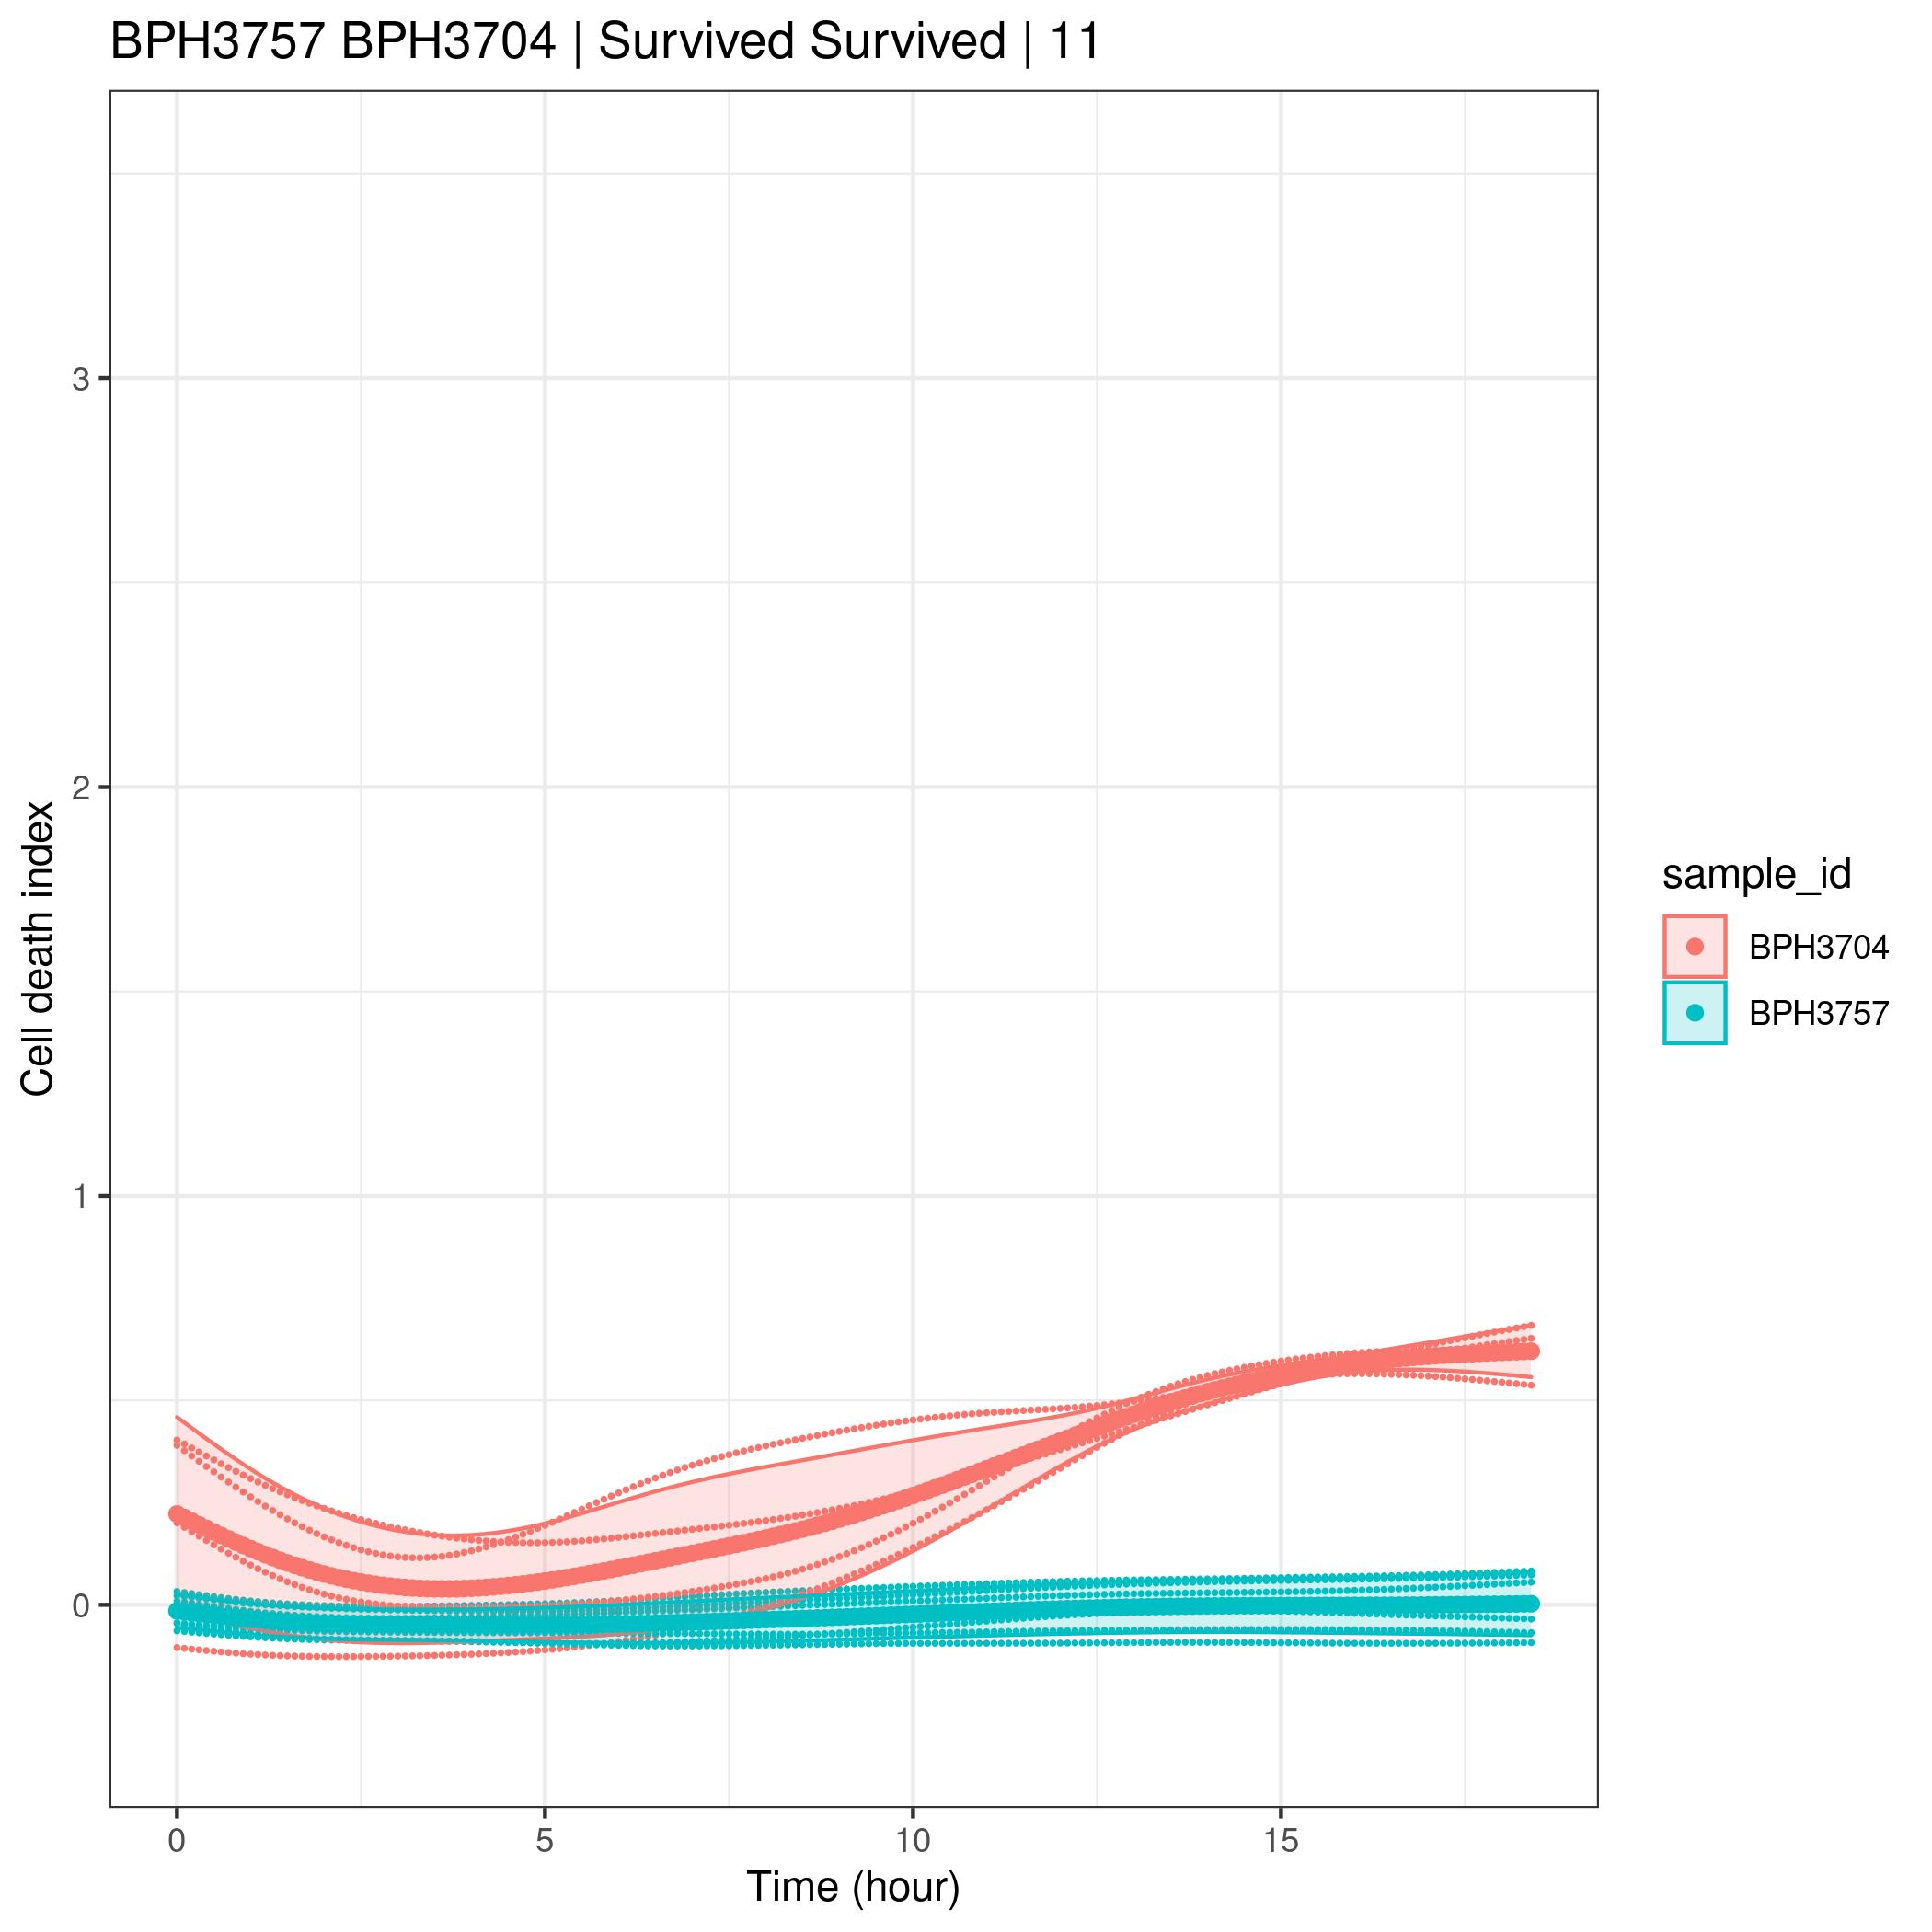 BPH3757 BPH3704 | Survived Survived | 11
Cell death index
3
2
1
0
0
5
10
15
Time (hour)
sample_id
BPH3704
BPH3757